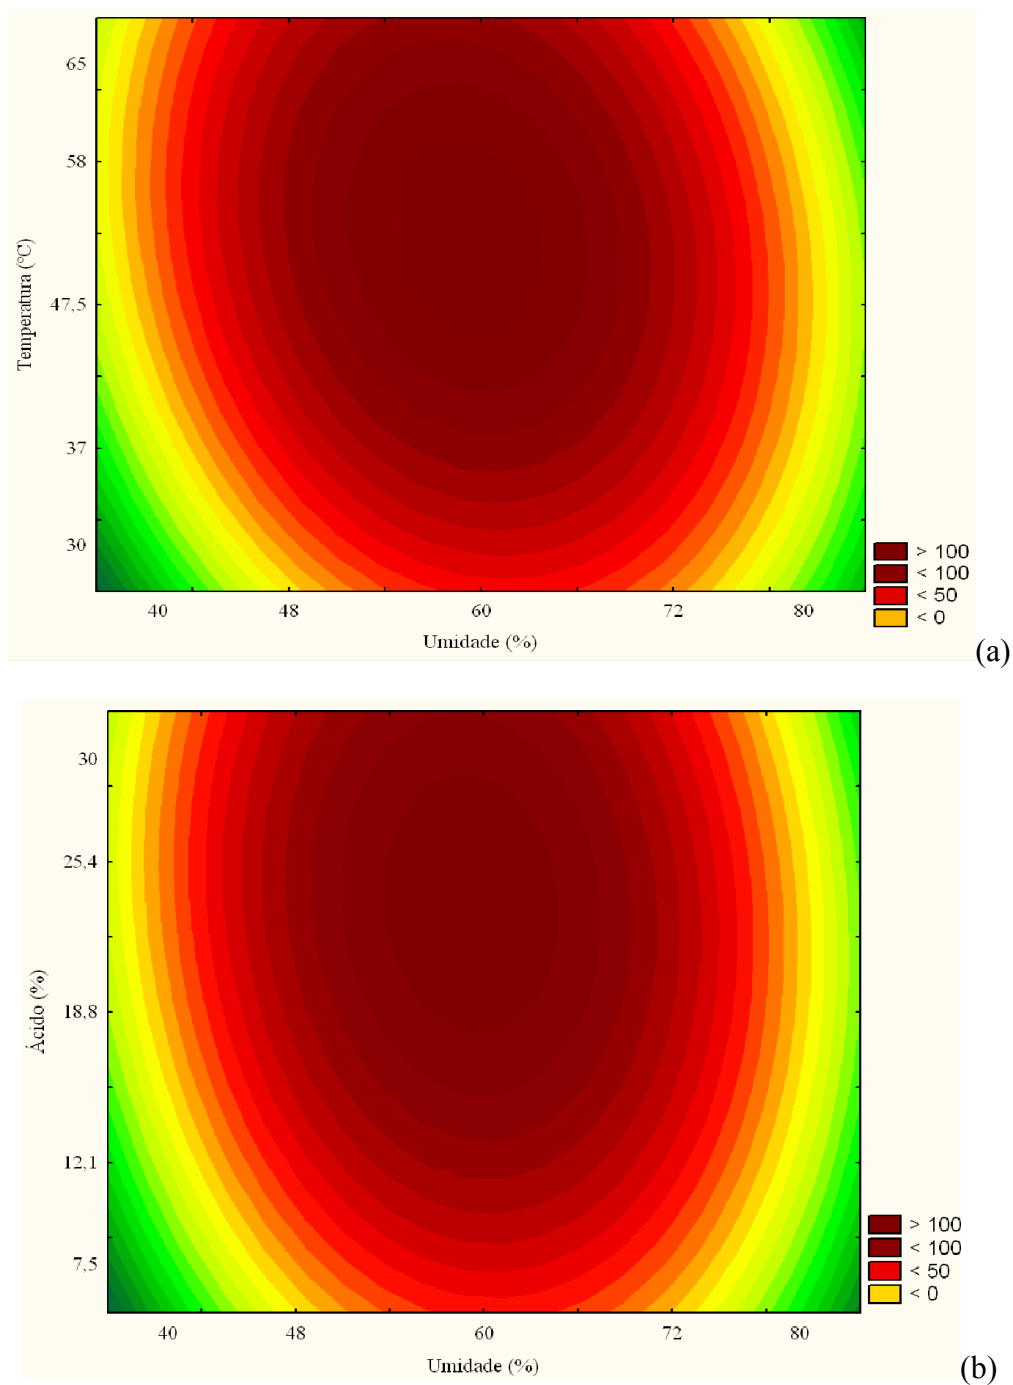 65
58
47,5
37
30
Temperatura (°C)
40 48 60 72 80
Umidade (%)
> 100
< 100
< 50
< 0
(a)
30
25,4
18,8
12,1
7,5
Ácido (%)
40 48 60 72 80
Umidade (%)
> 100
< 100
< 50
< 0
(b)